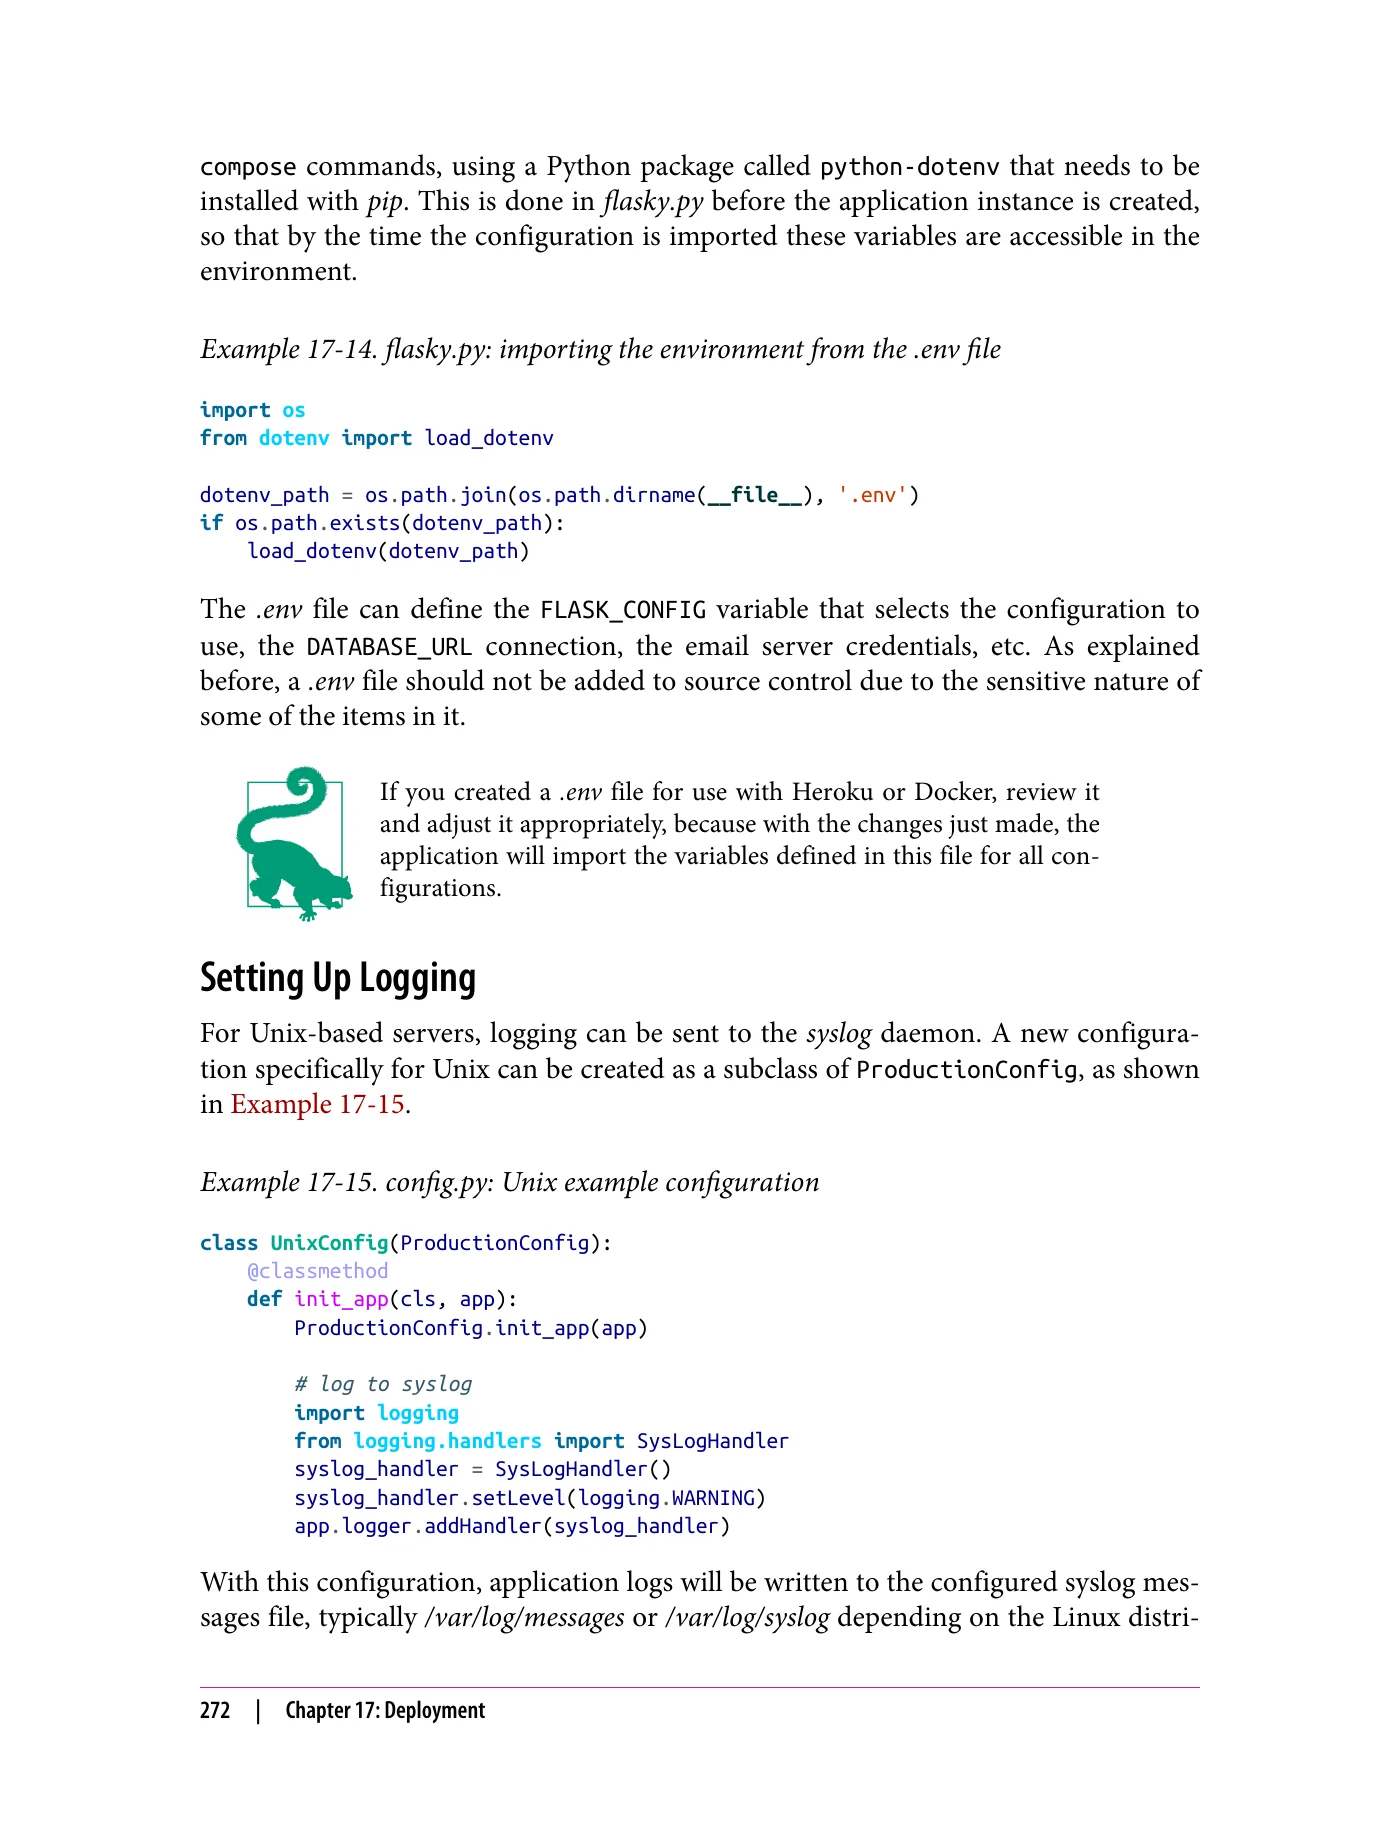 compose commands, using a Python package called python-dotenv that needs to be
installed with pip. This is done in flasky.py before the application instance is created,
so that by the time the configuration is imported these variables are accessible in the
environment.
Example 17-14. flasky.py: importing the environment from the .env file
import os
from dotenv import load_dotenv
dotenv_path = os.path.join(os.path.dirname(__file__), '.env')
if os.path.exists(dotenv_path):
    load_dotenv(dotenv_path)
The .env file can define the FLASK_CONFIG variable that selects the configuration to
use, the DATABASE_URL connection, the email server credentials, etc. As explained
before, a .env file should not be added to source control due to the sensitive nature of
some of the items in it.
If you created a .env file for use with Heroku or Docker, review it
and adjust it appropriately, because with the changes just made, the
application will import the variables defined in this file for all con-
figurations.
Setting Up Logging
For Unix-based servers, logging can be sent to the syslog daemon. A new configura-
tion specifically for Unix can be created as a subclass of ProductionConfig, as shown
in Example 17-15.
Example 17-15. config.py: Unix example configuration
class UnixConfig(ProductionConfig):
    @classmethod
    def init_app(cls, app):
        ProductionConfig.init_app(app)
        # log to syslog
        import logging
        from logging.handlers import SysLogHandler
        syslog_handler = SysLogHandler()
        syslog_handler.setLevel(logging.WARNING)
        app.logger.addHandler(syslog_handler)
With this configuration, application logs will be written to the configured syslog mes-
sages file, typically /var/log/messages or /var/log/syslog depending on the Linux distri-
272 | Chapter 17: Deployment